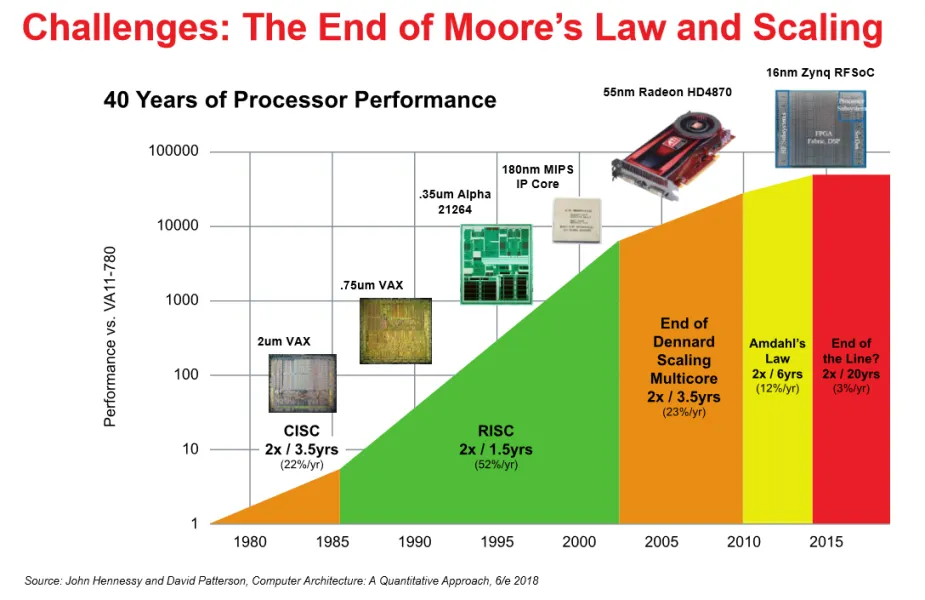 Challenges: The End of Moore's Law and Scaling
40 Years of Processor Performance
16nm Zynq RFSoC
55nm Radeon HD4870
180nm MIPS
IP Core
.35um Alpha
21264
.75um VAX
2um VAX
FPGA
Fabric, DSP
Performance vs. VA11-780
100000
10000
1000
100
10
1
CISC
2x / 3.5yrs
(22%/yr)
RISC
2x / 1.5yrs
(52%/yr)
End of
Dennard
Scaling
Multicore
2x / 3.5yrs
(23%/yr)
Amdahl's
Law
2x / 6yrs
(12%/yr)
End of
the Line?
2x / 20yrs
(3%/yr)
1980
1985
1990
1995
2000
2005
2010
2015
Source: John Hennessy and David Patterson, Computer Architecture: A Quantitative Approach, 6/e 2018